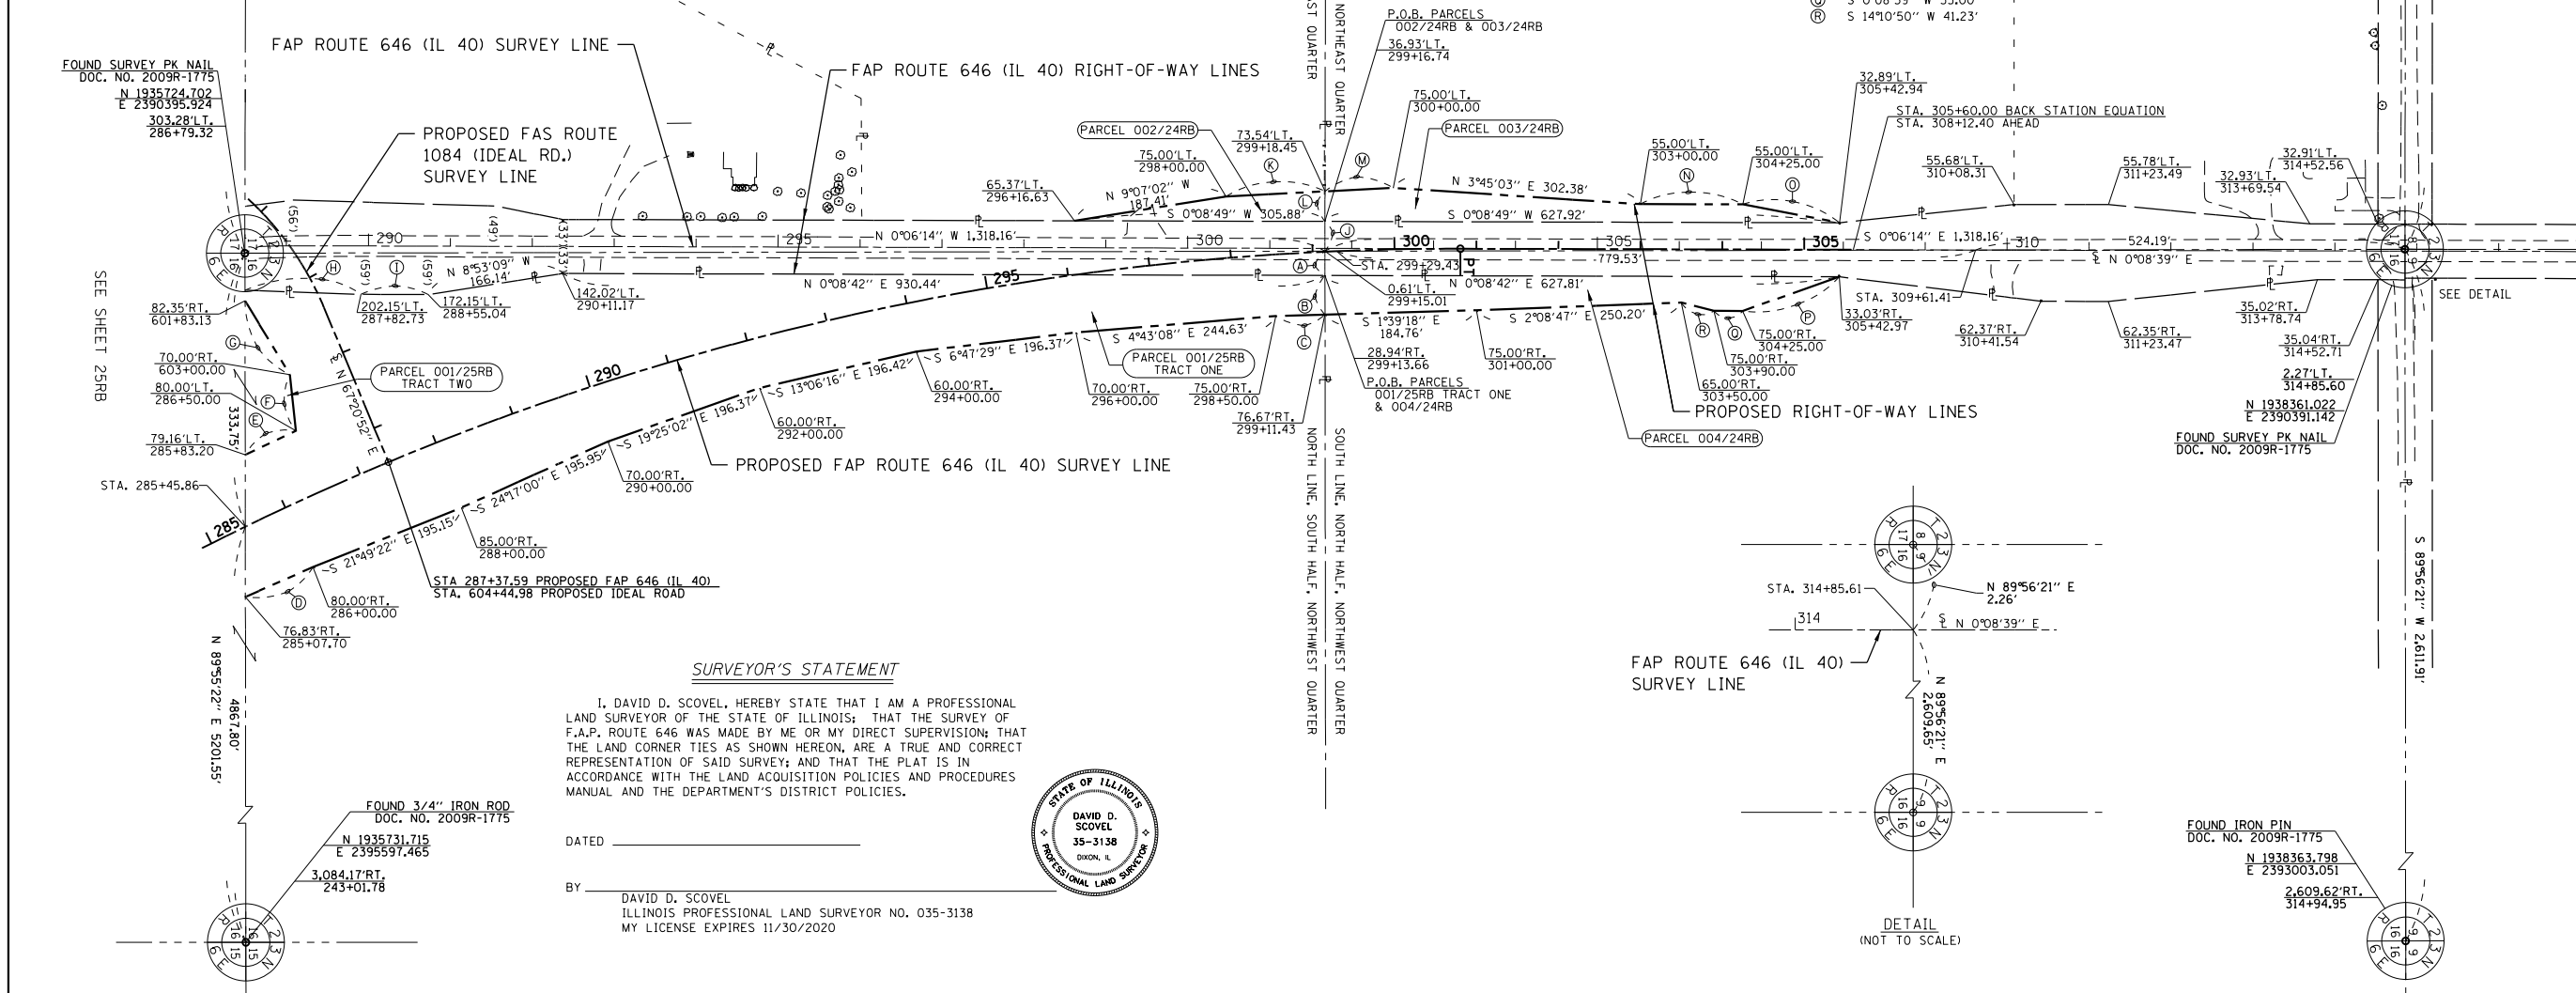 FAP ROUTE 646 (IL 40) SURVEY LINE
FAP ROUTE 646 (IL 40) RIGHT-OF-WAY LINES
FOUND SURVEY PK NAIL
DOC. NO. 2009R-1775
N 1935724.702
E 2390395.924
303.28'LT.
286+79.32
PROPOSED FAS ROUTE
1084 (IDEAL RD.)
SURVEY LINE
NORTHEAST QUARTER
P.O.B. PARCELS
002/24RB & 003/24RB
36.93'LT.
299+16.74
Ⓡ S 14°10'50" W 41.23'
75.00'LT.
300+00.00
PARCEL 002/24RB
73.54'LT.
299+18.45
PARCEL 003/24RB
75.00'LT.
298+00.00
65.37'LT.
296+16.63
N 9°07'02" W
187.41'
S 0°08'49" W 305.88'
N 3°45'03" E 302.38'
S 0°08'49" W 627.92'
55.00'LT.
303+00.00
55.00'LT.
304+25.00
32.89'LT.
305+42.94
STA. 305+60.00 BACK STATION EQUATION
STA. 308+12.40 AHEAD
55.68'LT.
310+08.31
55.78'LT.
311+23.49
32.93'LT.
313+69.54
32.91'LT.
314+52.56
Ⓚ
Ⓜ
Ⓝ
Ⓞ
Ⓛ
Ⓙ
(56')
290
(49')
(33')(33')
295
N 0°06'14" W 1,318.16'
300
300
305
305
S 0°06'14" E 1,318.16'
310
524.19'
N 0°08'39" E
SEE SHEET 25RB
Ⓗ
(59')
Ⓘ
(59')
N 8°53'09" W
166.14'
N 0°08'42" W 930.44'
295
Ⓐ
STA. 299+29.43
PT
779.53'
N 0°08'42" E 627.81'
0.61'LT.
299+15.01
STA. 309+61.41
SEE DETAIL
82.35'RT.
601+83.13
202.15'LT.
287+82.73
172.15'LT.
288+55.04
142.02'LT.
290+11.17
Ⓖ
Ⓑ
Ⓒ
S 1°39'18" E
184.76'
S 2°08'47" E 250.20'
Ⓡ
Ⓠ
Ⓟ
75.00'RT.
304+25.00
33.03'RT.
305+42.97
62.37'RT.
310+41.54
62.35'RT.
311+23.47
35.02'RT.
313+78.74
35.04'RT.
314+52.71
2.27'LT.
314+85.60
N 1938361.022
E 2390391.142
FOUND SURVEY PK NAIL
DOC. NO. 2009R-1775
70.00'RT.
603+00.00
80.00'LT.
286+50.00
79.16'LT.
285+83.20
Ⓕ
Ⓔ
333.75'
PARCEL 001/25RB
TRACT TWO
N 67°20'52" E
290
S 4°43'08" E 244.63'
S 6°47'29" E 196.37'
S 13°06'16" E 196.42'
S 19°25'02" E 196.37'
S 24°17'00" E 195.95'
S 21°49'22" E 195.15'
PARCEL 001/25RB
TRACT ONE
28.94'RT.
299+13.66
P.O.B. PARCELS
001/25RB TRACT ONE
& 004/24RB
75.00'RT.
301+00.00
75.00'RT.
303+90.00
65.00'RT.
303+50.00
PROPOSED RIGHT-OF-WAY LINES
PARCEL 004/24RB
60.00'RT.
294+00.00
70.00'RT.
296+00.00
75.00'RT.
298+50.00
76.67'RT.
299+11.43
60.00'RT.
292+00.00
70.00'RT.
290+00.00
PROPOSED FAP ROUTE 646 (IL 40) SURVEY LINE
STA. 285+45.86
285
85.00'RT.
288+00.00
STA 287+37.59 PROPOSED FAP 646 (IL 40)
STA. 604+44.98 PROPOSED IDEAL ROAD
Ⓓ
80.00'RT.
286+00.00
76.83'RT.
285+07.70
N 89°55'22" E 5201.55'
4867.80'
NORTH LINE, SOUTH HALF, NORTHWEST QUARTER
SOUTH LINE, NORTH HALF, NORTHWEST QUARTER
SURVEYOR'S STATEMENT
I, DAVID D. SCOVEL, HEREBY STATE THAT I AM A PROFESSIONAL
LAND SURVEYOR OF THE STATE OF ILLINOIS; THAT THE SURVEY OF
F.A.P. ROUTE 646 WAS MADE BY ME OR MY DIRECT SUPERVISION; THAT
THE LAND CORNER TIES AS SHOWN HEREON, ARE A TRUE AND CORRECT
REPRESENTATION OF SAID SURVEY; AND THAT THE PLAT IS IN
ACCORDANCE WITH THE LAND ACQUISITION POLICIES AND PROCEDURES
MANUAL AND THE DEPARTMENT'S DISTRICT POLICIES.
DATED
BY
DAVID D. SCOVEL
ILLINOIS PROFESSIONAL LAND SURVEYOR NO. 035-3138
MY LICENSE EXPIRES 11/30/2020
STATE OF ILLINOIS
DAVID D.
SCOVEL
35-3138
DIXON, IL
PROFESSIONAL LAND SURVEYOR
FOUND 3/4" IRON ROD
DOC. NO. 2009R-1775
N 1935731.715
E 2395597.465
3,084.17'RT.
243+01.78
STA. 314+85.61
N 89°56'21" E
2.26'
314
N 0°08'39" E
FAP ROUTE 646 (IL 40)
SURVEY LINE
N 89°56'21" E
2,609.65'
DETAIL
(NOT TO SCALE)
S 89°56'21" W 2,611.91'
FOUND IRON PIN
DOC. NO. 2009R-1775
N 1938363.798
E 2393003.051
2,609.62'RT.
314+94.95